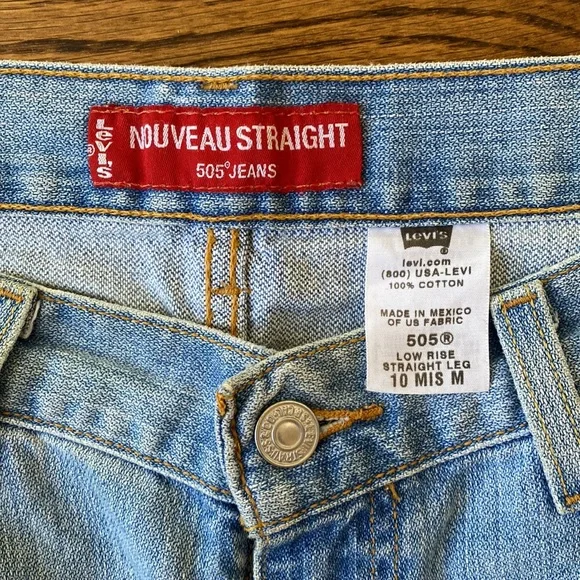 LEVI'S ®
NOUVEAU STRAIGHT
505® JEANS
LEVI'S
®
levi.com
(800) USA-LEVI
100% COTTON
MADE IN MEXICO
OF US FABRIC
505®
LOW RISE
STRAIGHT LEG
10 MIS M